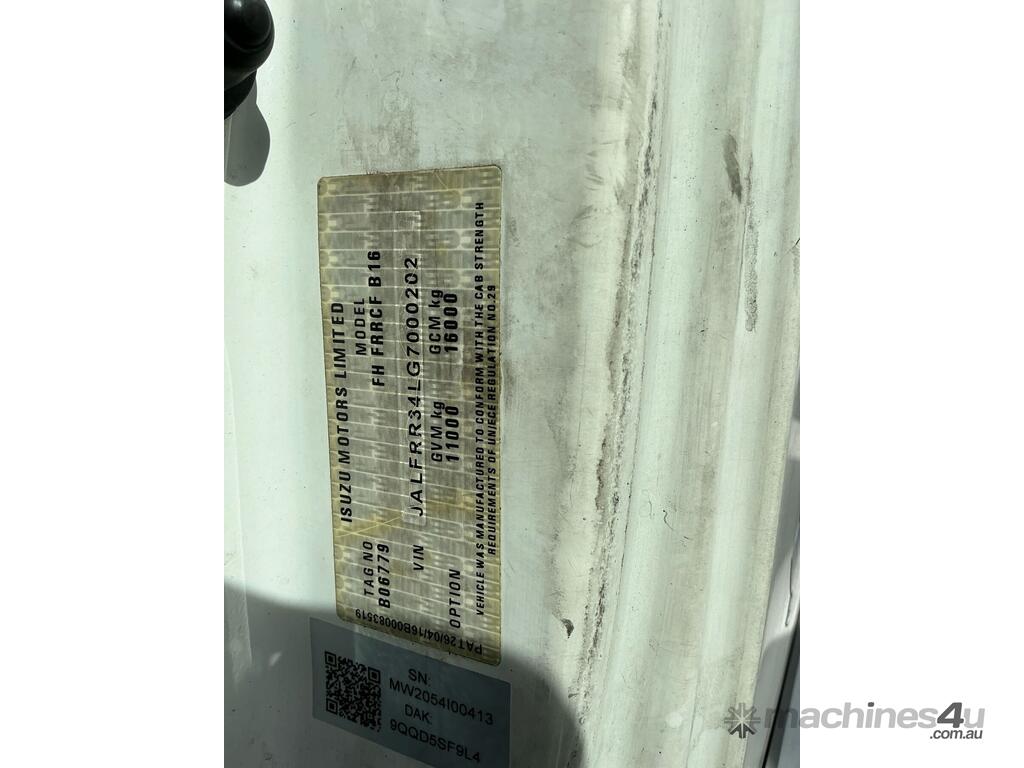 ISUZU MOTORS LIMITED
TAG NO MODEL
B06779 FH FRRCF B16
VIN JALFRR34LG7000202
GVM kg GCM kg
OPTION 11000 16000
VEHICLE WAS MANUFACTURED TO CONFORM WITH THE CAB STRENGTH
REQUIREMENTS OF UN/ECE REGULATION NO.29
PAT26/04/16B000083519
SN:
MW2054I00413
DAK:
9QQD5SF9L4
machines4u
.com.au